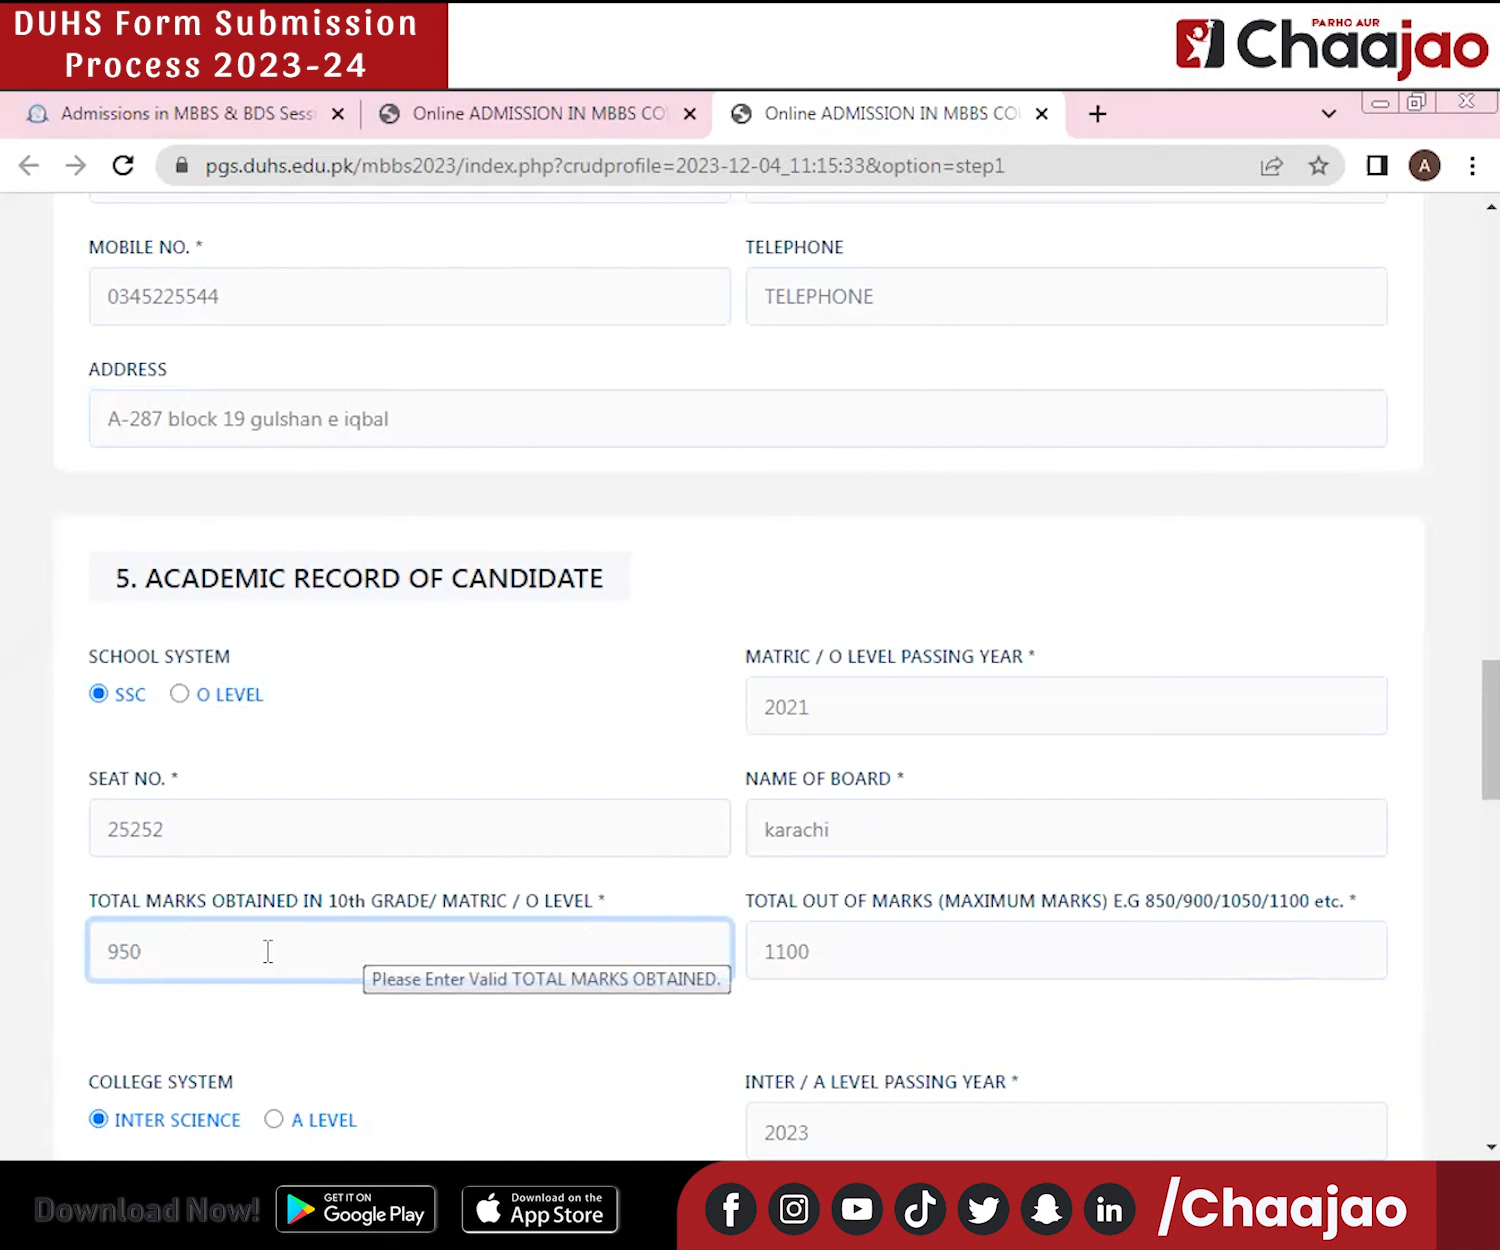 DUHS Form Submission
Process 2023-24
PARHO AUR
Chaajao
Admissions in MBBS & BDS Sess
Online ADMISSION IN MBBS CO
Online ADMISSION IN MBBS CO
pgs.duhs.edu.pk/mbbs2023/index.php?crudprofile=2023-12-04_11:15:33&option=step1
A
MOBILE NO. *
TELEPHONE
0345225544
TELEPHONE
ADDRESS
A-287 block 19 gulshan e iqbal
5. ACADEMIC RECORD OF CANDIDATE
SCHOOL SYSTEM
MATRIC / O LEVEL PASSING YEAR *
SSC O LEVEL
2021
SEAT NO. *
NAME OF BOARD *
25252
karachi
TOTAL MARKS OBTAINED IN 10th GRADE/ MATRIC / O LEVEL *
TOTAL OUT OF MARKS (MAXIMUM MARKS) E.G 850/900/1050/1100 etc. *
950
1100
Please Enter Valid TOTAL MARKS OBTAINED.
COLLEGE SYSTEM
INTER / A LEVEL PASSING YEAR *
INTER SCIENCE A LEVEL
2023
Download Now!
GET IT ON
Google Play
Download on the
App Store
/Chaajao